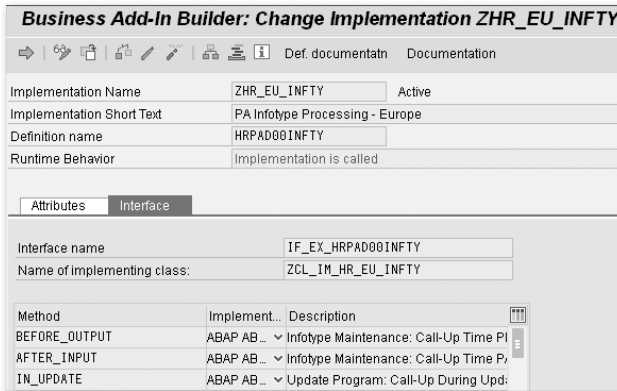 Business Add-In Builder: Change Implementation ZHR_EU_INFTY
Def. documentatn Documentation
Implementation Name ZHR_EU_INFTY Active
Implementation Short Text PA Infotype Processing - Europe
Definition name HRPAD00INFTY
Runtime Behavior Implementation is called
Attributes Interface
Interface name IF_EX_HRPAD00INFTY
Name of implementing class: ZCL_IM_HR_EU_INFTY
Method Implement... Description
BEFORE_OUTPUT ABAP AB... Infotype Maintenance: Call-Up Time PB
AFTER_INPUT ABAP AB... Infotype Maintenance: Call-Up Time PA
IN_UPDATE ABAP AB... Update Program: Call-Up During Upda